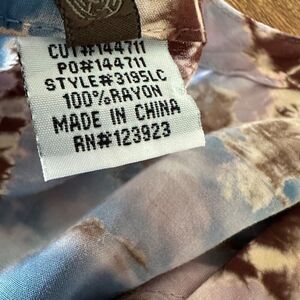 CUT#144711
PO#144711
STYLE#3195LC
100%RAYON
MADE IN CHINA
RN#123923